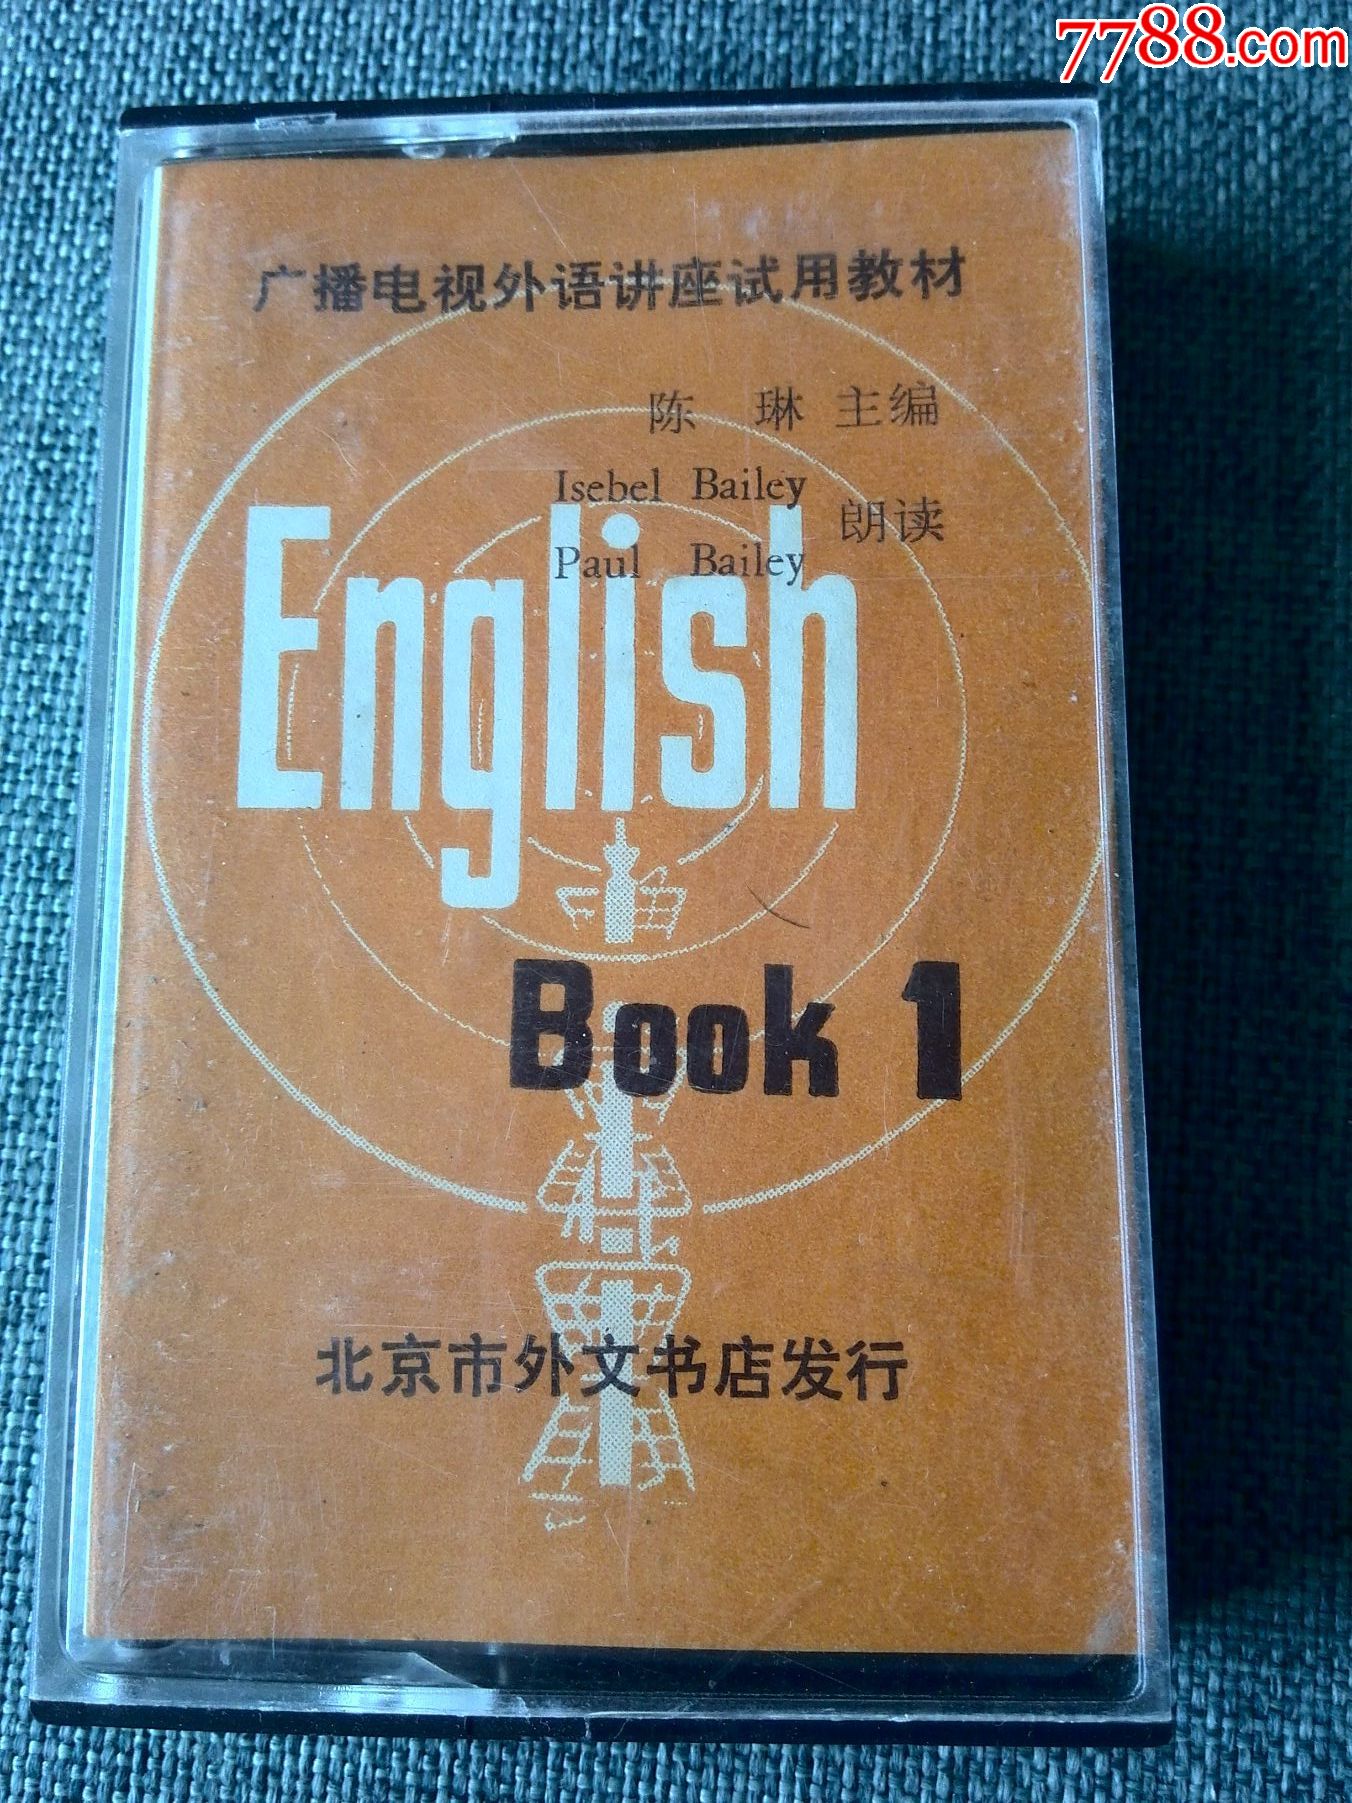 7788.com
广播电视外语讲座试用教材
陈 琳 主编
Isebel Bailey
Paul Bailey
朗读
English
Book 1
北京市外文书店发行